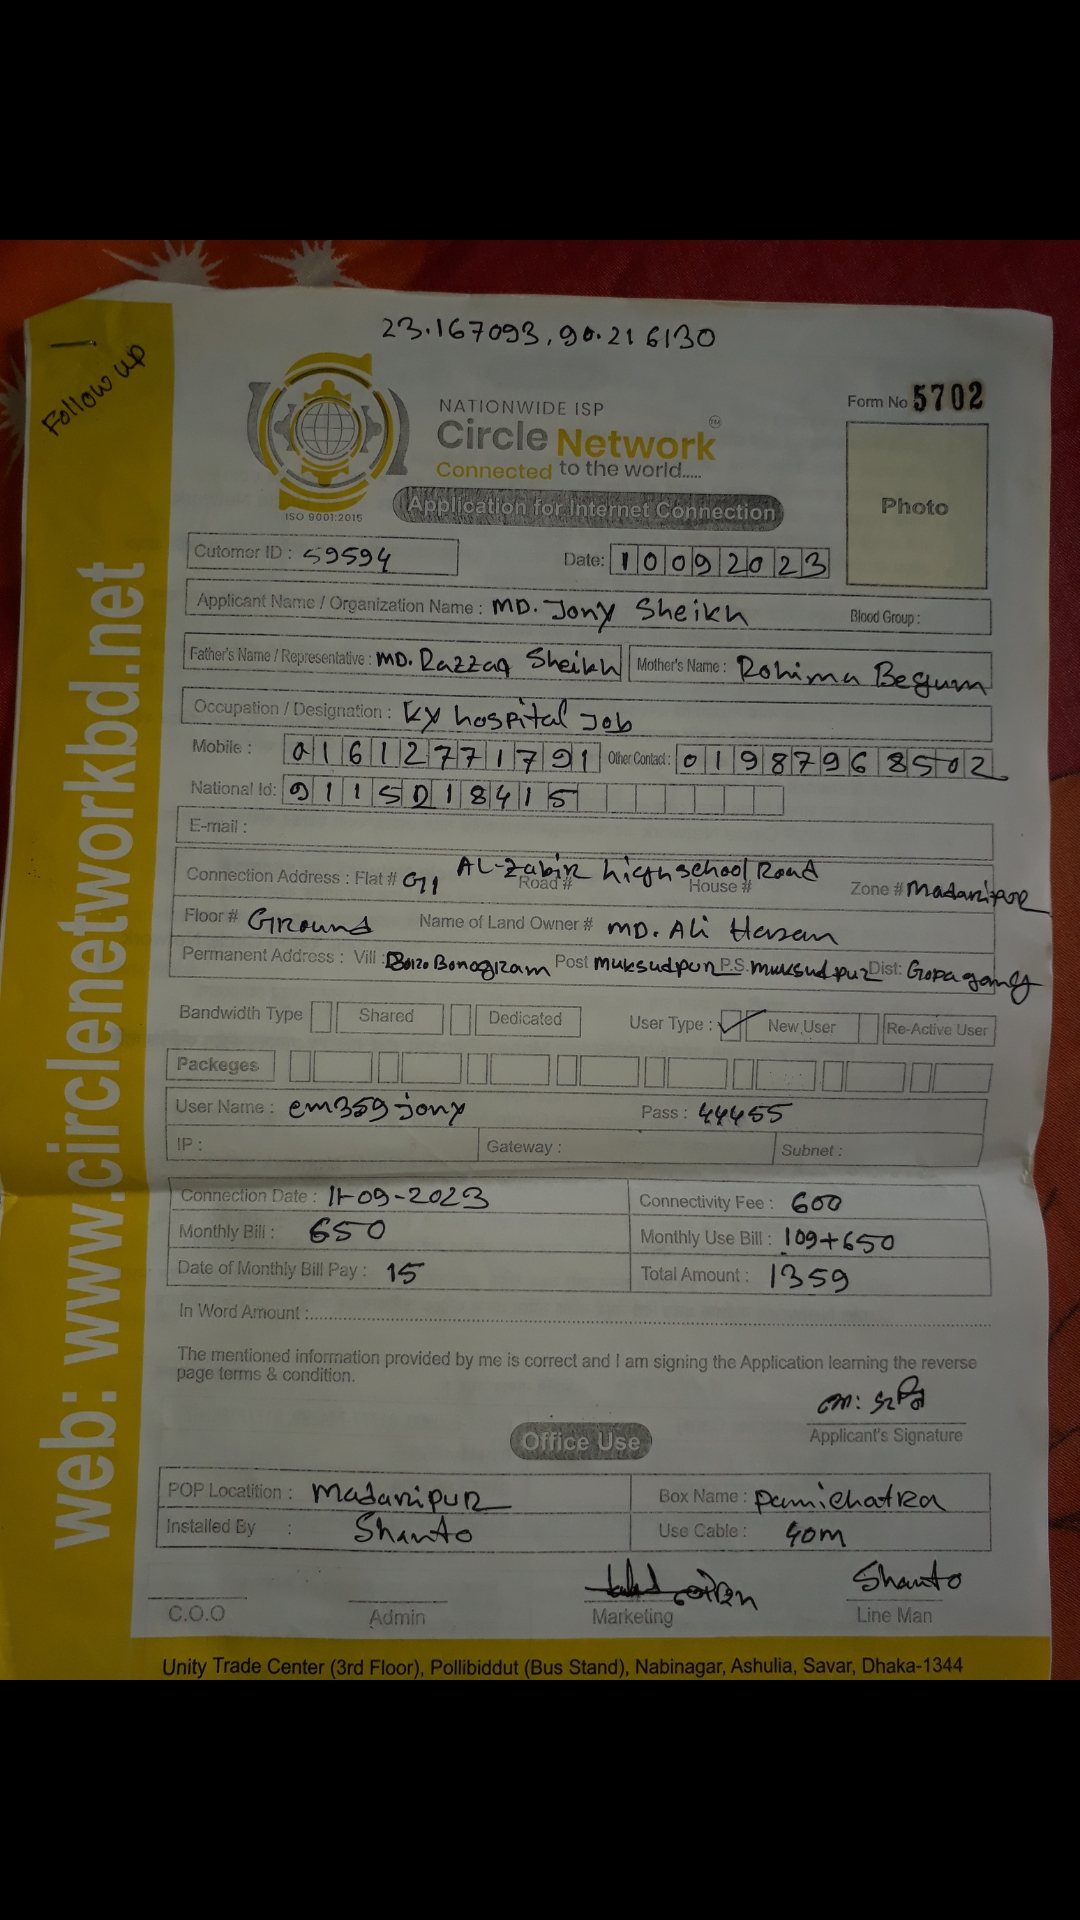 23.167093, 90.216130
Follow up
NATIONWIDE ISP
Form No 5702
Circle Network TM
Connected to the world.....
ISO 9001:2015
Application for Internet Connection
Photo
Cutomer ID : 59594 Date: 10092023
Applicant Name / Organization Name : MD. Jony Sheikh Blood Group :
Father's Name / Representative : MD. Razzaq Sheikh Mother's Name : Rohima Begum
Occupation / Designation : KY hospital Job
Mobile : 01612771791 Other Contact : 01987968502
National Id: 9115018415
E-mail :
Connection Address : Flat # G1 Road # AL-Zabir high school Road House # Zone # Madaripor
Floor # Ground Name of Land Owner # MD. Ali Hasan
Permanent Address : Vill : Boro Bonogram Post muksudpur P.S. muksudpur Dist: Gopagong
Bandwidth Type Shared Dedicated User Type : ✓ New User Re-Active User
Packeges
User Name : em359jony Pass : 44455
IP : Gateway : Subnet :
Connection Date : 11-09-2023 Connectivity Fee : 600
Monthly Bill : 650 Monthly Use Bill : 109+650
Date of Monthly Bill Pay : 15 Total Amount : 1359
In Word Amount :
The mentioned information provided by me is correct and I am signing the Application learning the reverse
page terms & condition.
Applicant's Signature
Office Use
POP Locatition : Madaripur Box Name : panichatra
Installed By : Shanto Use Cable : 40m
Shanto
C.O.O Admin Marketing Line Man
Unity Trade Center (3rd Floor), Pollibiddut (Bus Stand), Nabinagar, Ashulia, Savar, Dhaka-1344
web: www.circlenetworkbd.net